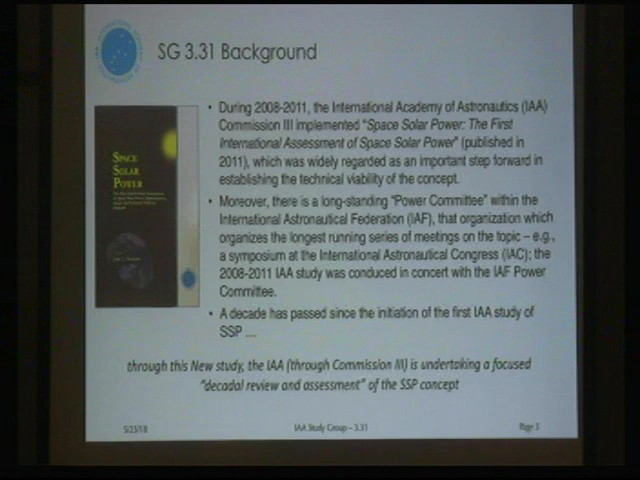 SG 3.31 Background
• During 2008-2011, the International Academy of Astronautics (IAA)
Commission III implemented "Space Solar Power: The First
International Assessment of Space Solar Power" (published in
2011), which was widely regarded as an important step forward in
establishing the technical viability of the concept.
• Moreover, there is a long-standing "Power Committee" within the
International Astronautical Federation (IAF), that organization which
organizes the longest running series of meetings on the topic – e.g.,
a symposium at the International Astronautical Congress (IAC); the
2008-2011 IAA study was conducted in concert with the IAF Power
Committee.
• A decade has passed since the initiation of the first IAA study of
SSP ....
SPACE
SOLAR
POWER
through this New study, the IAA (through Commission III) is undertaking a focused
"decadal review and assessment" of the SSP concept
5/23/18
IAA Study Group – 3.31
Page 3